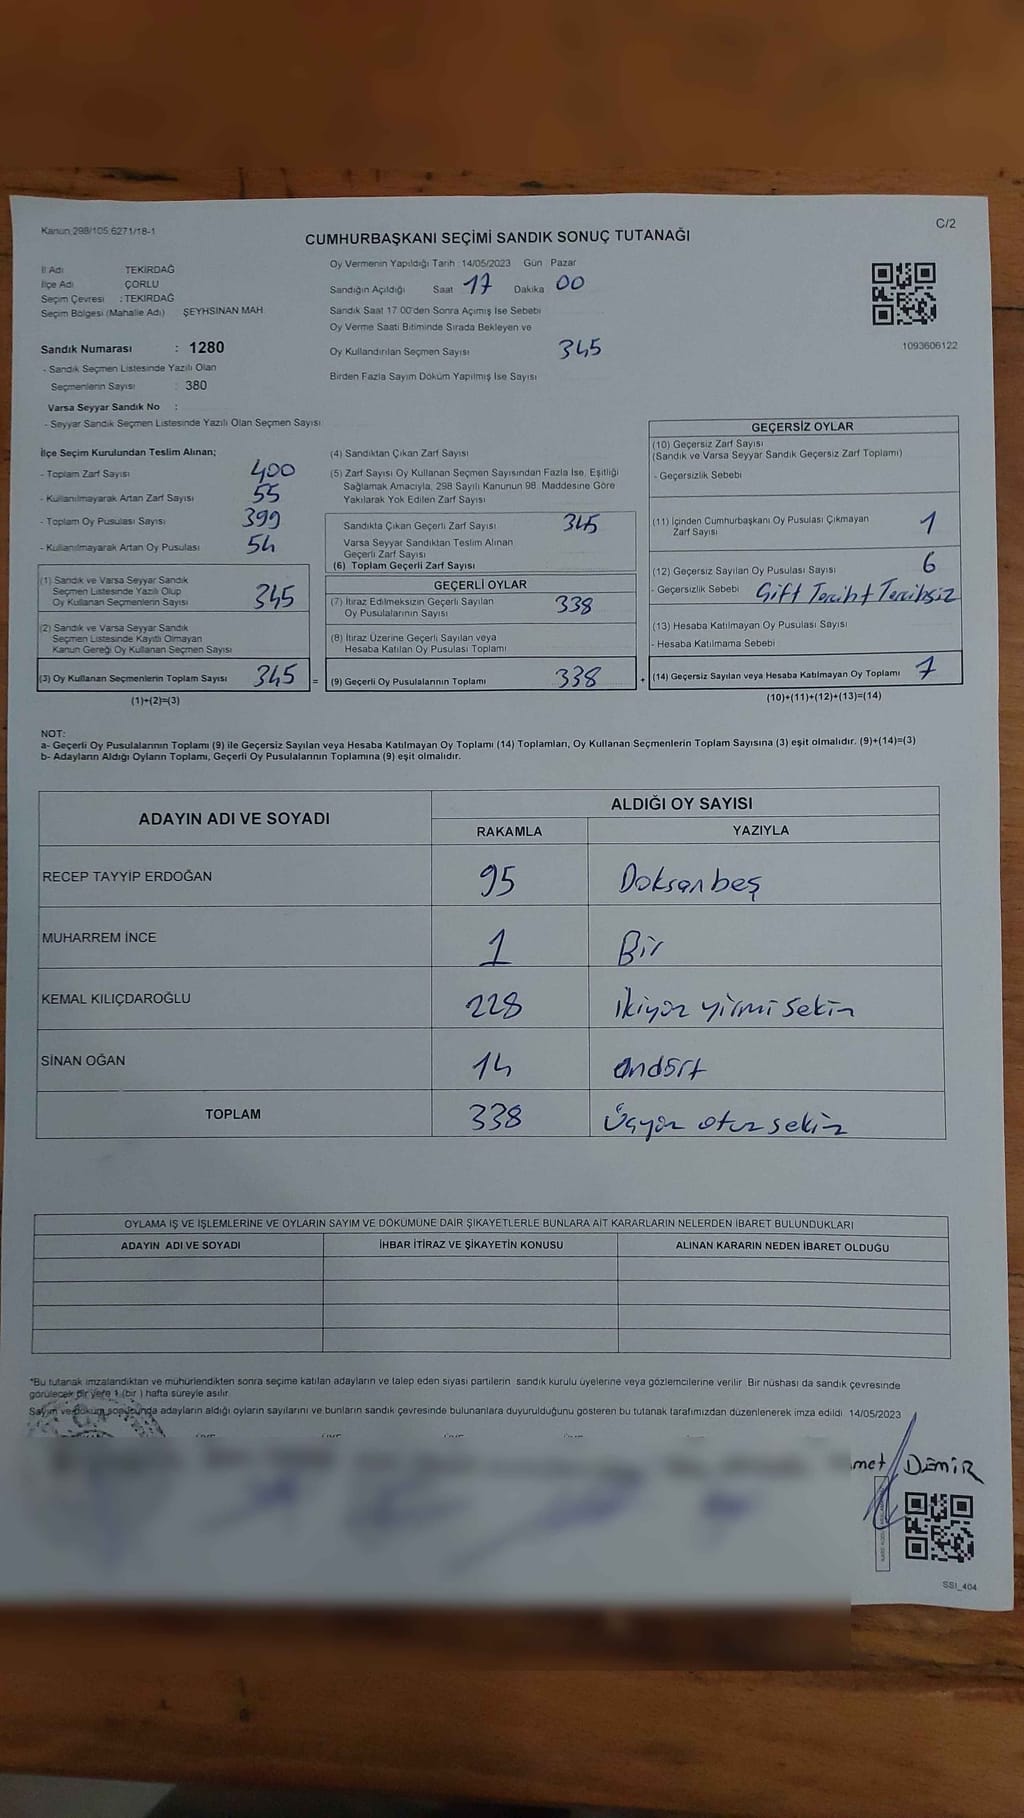 Kanun 298/105 6271/18-1
C/2
CUMHURBAŞKANI SEÇİMİ SANDIK SONUÇ TUTANAĞI
İl Adı TEKİRDAĞ
İlçe Adı ÇORLU
Seçim Çevresi : TEKİRDAĞ
Seçim Bölgesi (Mahalle Adı) ŞEYHSİNAN MAH
Sandık Numarası : 1280
- Sandık Seçmen Listesinde Yazılı Olan
Seçmenlerin Sayısı : 380
Varsa Seyyar Sandık No :
- Seyyar Sandık Seçmen Listesinde Yazılı Olan Seçmen Sayısı
Oy Vermenin Yapıldığı Tarih : 14/05/2023 Gün Pazar
Sandığın Açıldığı Saat 17 Dakika 00
Sandık Saat 17:00'den Sonra Açımış İse Sebebi
Oy Verme Saati Bitiminde Sırada Bekleyen ve
Oy Kullandırılan Seçmen Sayısı 345
Birden Fazla Sayım Döküm Yapılmış İse Sayısı
1093606122
İlçe Seçim Kurulundan Teslim Alınan;
- Toplam Zarf Sayısı 400
- Kullanılmayarak Artan Zarf Sayısı 55
- Toplam Oy Pusulası Sayısı 399
- Kullanılmayarak Artan Oy Pusulası 54
(1) Sandık ve Varsa Seyyar Sandık
Seçmen Listesinde Yazılı Olup
Oy Kullanan Seçmenlerin Sayısı 345
(2) Sandık ve Varsa Seyyar Sandık
Seçmen Listesinde Kayıtlı Olmayan
Kanun Gereği Oy Kullanan Seçmen Sayısı
(3) Oy Kullanan Seçmenlerin Toplam Sayısı 345 =
(1)+(2)=(3)
(4) Sandıktan Çıkan Zarf Sayısı
(5) Zarf Sayısı Oy Kullanan Seçmen Sayısından Fazla İse, Eşitliği
Sağlamak Amacıyla, 298 Sayılı Kanunun 98. Maddesine Göre
Yakılarak Yok Edilen Zarf Sayısı
Sandıkta Çıkan Geçerli Zarf Sayısı 345
Varsa Seyyar Sandıktan Teslim Alınan
Geçerli Zarf Sayısı
(6) Toplam Geçerli Zarf Sayısı
GEÇERLİ OYLAR
(7) İtiraz Edilmeksizin Geçerli Sayılan
Oy Pusulalarının Sayısı 338
(8) İtiraz Üzerine Geçerli Sayılan veya
Hesaba Katılan Oy Pusulası Toplamı
(9) Geçerli Oy Pusulalarının Toplamı 338 +
GEÇERSİZ OYLAR
(10) Geçersiz Zarf Sayısı
(Sandık ve Varsa Seyyar Sandık Geçersiz Zarf Toplamı)
- Geçersizlik Sebebi
(11) İçinden Cumhurbaşkanı Oy Pusulası Çıkmayan
Zarf Sayısı 1
(12) Geçersiz Sayılan Oy Pusulası Sayısı 6
- Geçersizlik Sebebi Çift Terciht Tercihsiz
(13) Hesaba Katılmayan Oy Pusulası Sayısı
- Hesaba Katılmama Sebebi
(14) Geçersiz Sayılan veya Hesaba Katılmayan Oy Toplamı 7
(10)+(11)+(12)+(13)=(14)
NOT:
a- Geçerli Oy Pusulalarının Toplamı (9) ile Geçersiz Sayılan veya Hesaba Katılmayan Oy Toplamı (14) Toplamları, Oy Kullanan Seçmenlerin Toplam Sayısına (3) eşit olmalıdır. (9)+(14)=(3)
b- Adayların Aldığı Oyların Toplamı, Geçerli Oy Pusulalarının Toplamına (9) eşit olmalıdır.
ADAYIN ADI VE SOYADI
ALDIĞI OY SAYISI
RAKAMLA YAZIYLA
RECEP TAYYİP ERDOĞAN 95 Doksanbeş
MUHARREM İNCE 1 Bir
KEMAL KILIÇDAROĞLU 228 İkiyüz yirmi sekiz
SİNAN OĞAN 14 ondört
TOPLAM 338 Üçyüz otuz sekiz
OYLAMA İŞ VE İŞLEMLERİNE VE OYLARIN SAYIM VE DÖKÜMÜNE DAİR ŞİKAYETLERLE BUNLARA AİT KARARLARIN NELERDEN İBARET BULUNDUKLARI
ADAYIN ADI VE SOYADI İHBAR İTİRAZ VE ŞİKAYETİN KONUSU ALINAN KARARIN NEDEN İBARET OLDUĞU
*Bu tutanak imzalandıktan ve mühürlendikten sonra seçime katılan adayların ve talep eden siyasi partilerin sandık kurulu üyelerine veya gözlemcilerine verilir. Bir nüshası da sandık çevresinde
görülecek bir yere 1 (bir ) hafta süreyle asılır.
Sayım ve döküm sonucunda adayların aldığı oyların sayılarını ve bunların sandık çevresinde bulunanlara duyurulduğunu gösteren bu tutanak tarafımızdan düzenlenerek imza edildi 14/05/2023
met DEMİR
SSI_404